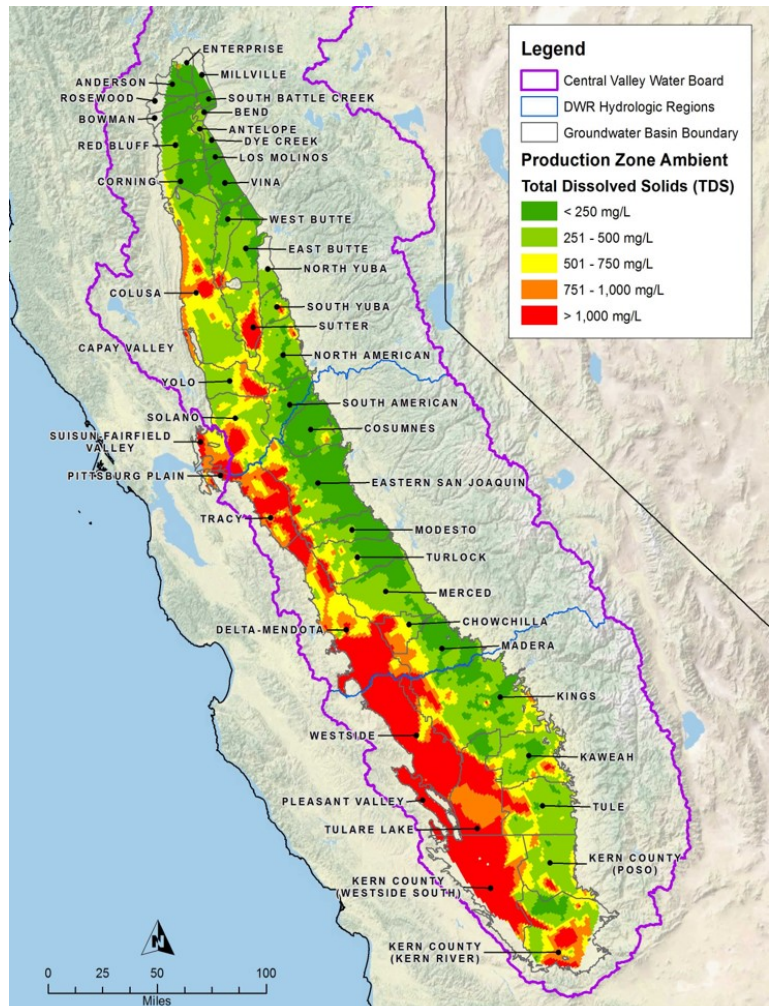 ENTERPRISE
MILLVILLE
ANDERSON
ROSEWOOD
SOUTH BATTLE CREEK
BEND
BOWMAN
ANTELOPE
RED BLUFF
DYE CREEK
LOS MOLINOS
CORNING
VINA
WEST BUTTE
EAST BUTTE
NORTH YUBA
COLUSA
SOUTH YUBA
SUTTER
CAPAY VALLEY
NORTH AMERICAN
YOLO
SOUTH AMERICAN
SOLANO
COSUMNES
SUISUN-FAIRFIELD
VALLEY
PITTSBURG PLAIN
EASTERN SAN JOAQUIN
TRACY
MODESTO
TURLOCK
MERCED
CHOWCHILLA
DELTA-MENDOTA
MADERA
KINGS
WESTSIDE
KAWEAH
PLEASANT VALLEY
TULE
TULARE LAKE
KERN COUNTY
(POSO)
KERN COUNTY
(WESTSIDE SOUTH)
KERN COUNTY
(KERN RIVER)
N
0 25 50 100
Miles
Legend
Central Valley Water Board
DWR Hydrologic Regions
Groundwater Basin Boundary
Production Zone Ambient
Total Dissolved Solids (TDS)
< 250 mg/L
251 - 500 mg/L
501 - 750 mg/L
751 - 1,000 mg/L
> 1,000 mg/L